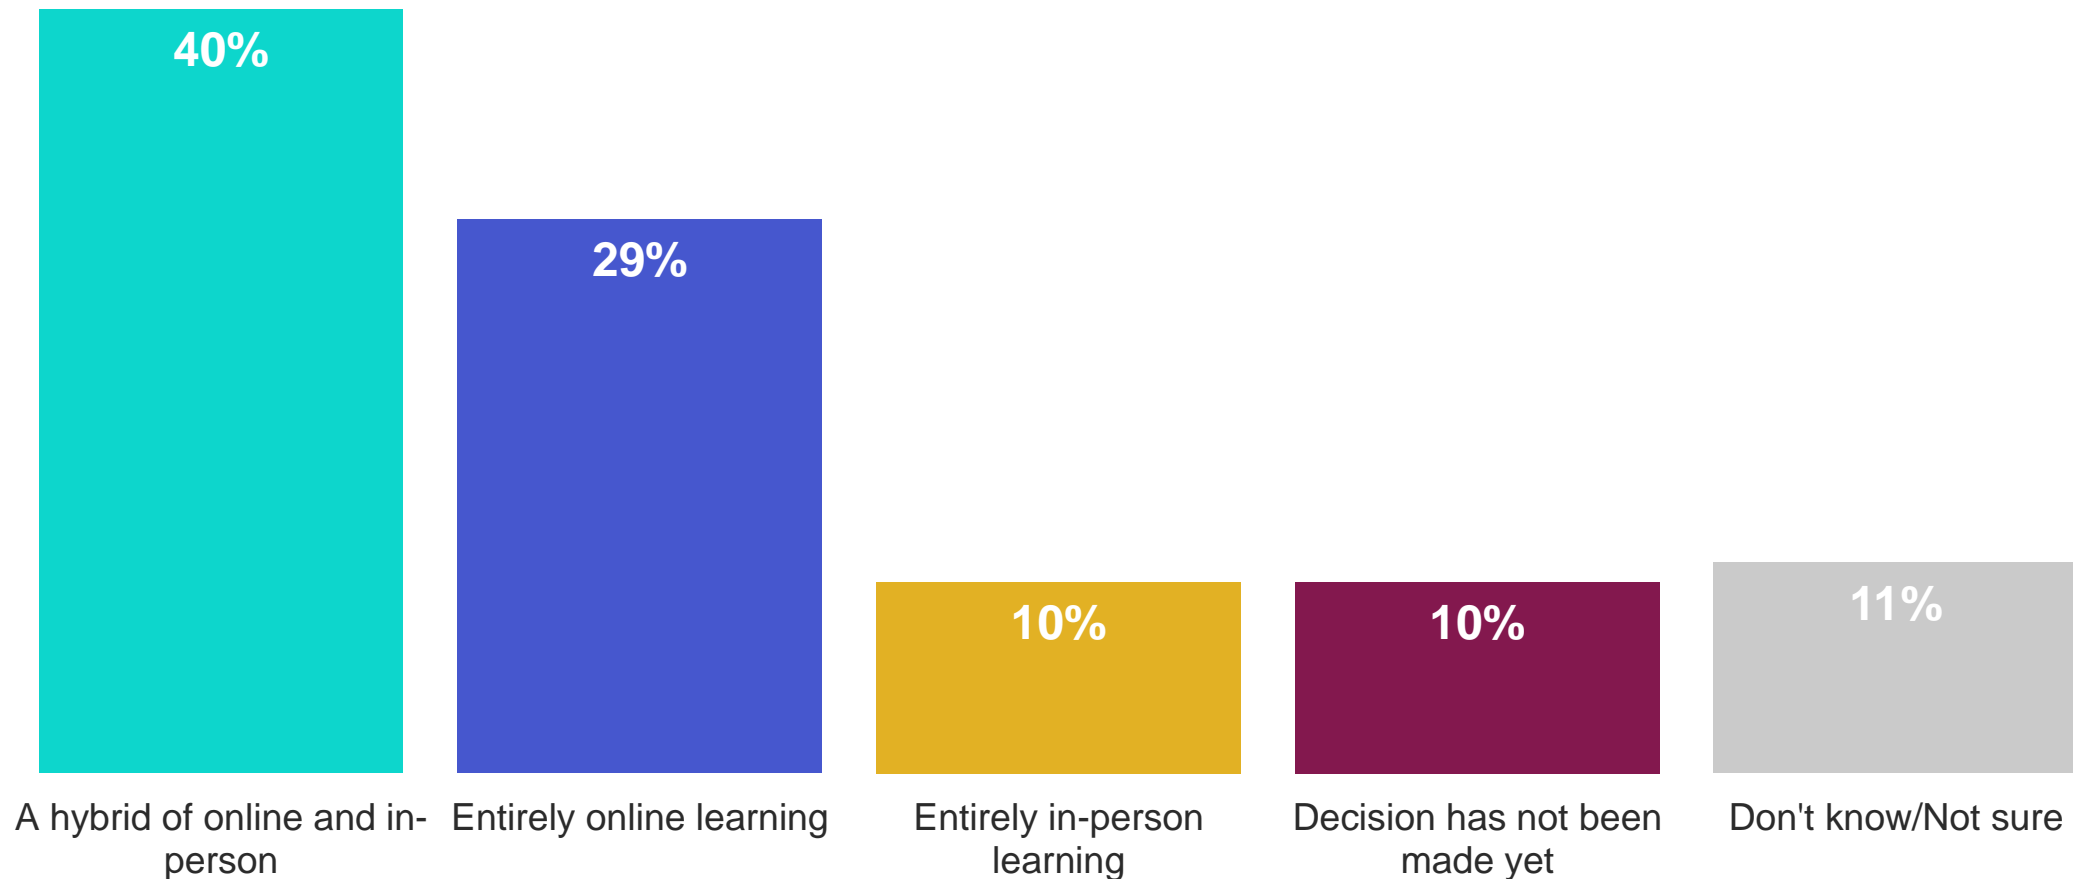 40%
29%
10%
10%
11%
A hybrid of online and in-
person
Entirely online learning
Entirely in-person
learning
Decision has not been
made yet
Don't know/Not sure